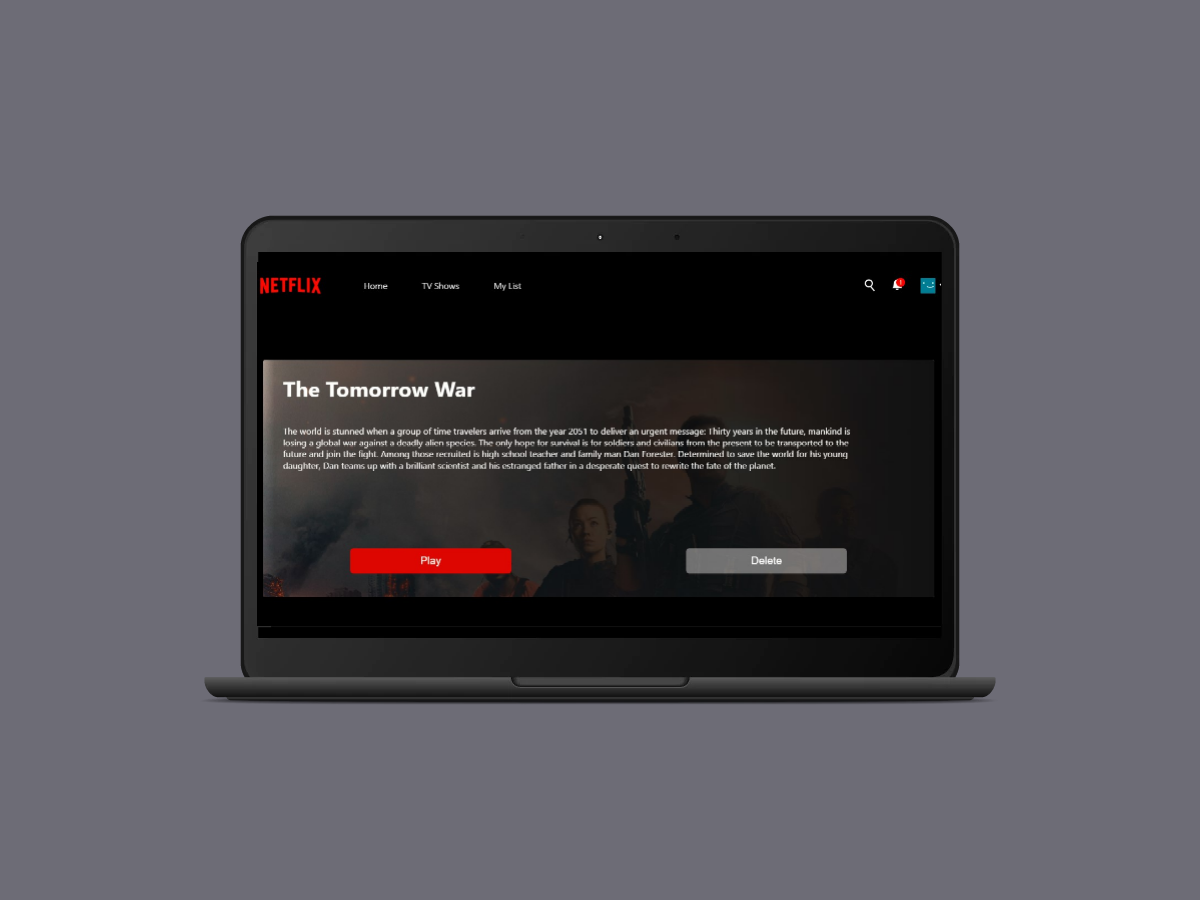 NETFLIX Home TV Shows My List
The Tomorrow War
The world is stunned when a group of time travelers arrive from the year 2051 to deliver an urgent message: Thirty years in the future, mankind is
losing a global war against a deadly alien species. The only hope for survival is for soldiers and civilians from the present to be transported to the
future and join the fight. Among those recruited is high school teacher and family man Dan Forester. Determined to save the world for his young
daughter, Dan teams up with a brilliant scientist and his estranged father in a desperate quest to rewrite the fate of the planet.
Play Delete